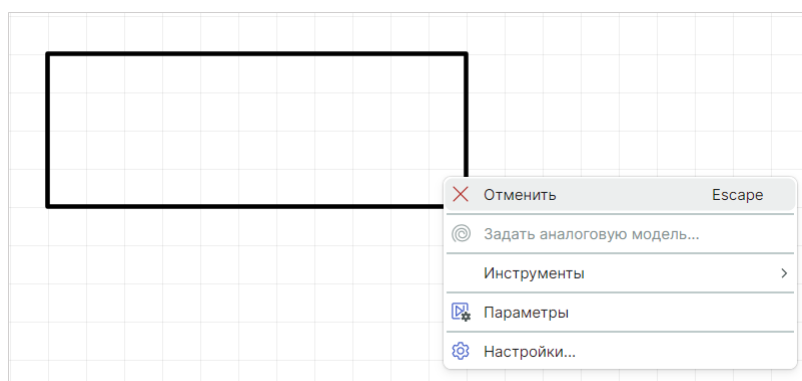 Отменить Escape
Задать аналоговую модель...
Инструменты
Параметры
Настройки...